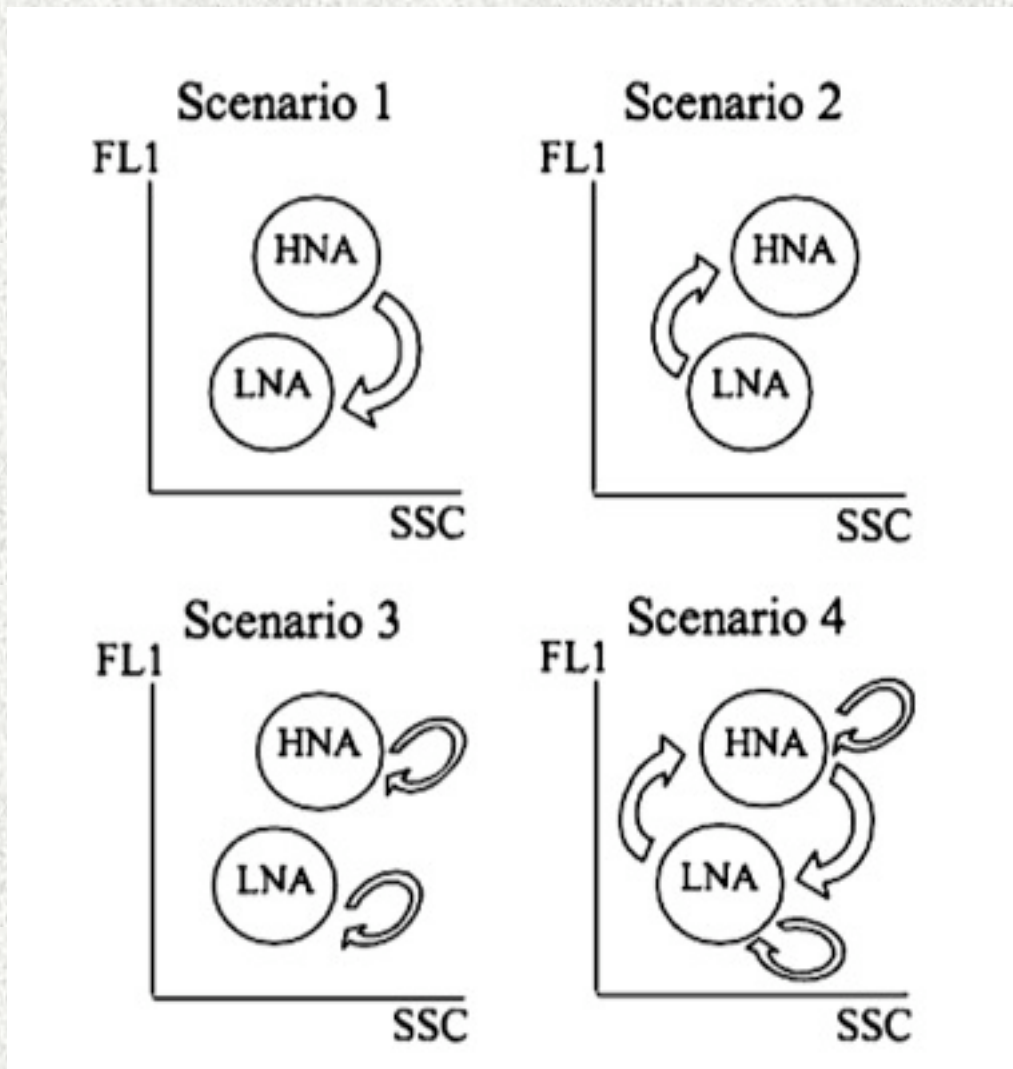 Scenario 1
FL1
HNA
LNA
SSC
Scenario 2
FL1
HNA
LNA
SSC
Scenario 3
FL1
HNA
LNA
SSC
Scenario 4
FL1
HNA
LNA
SSC